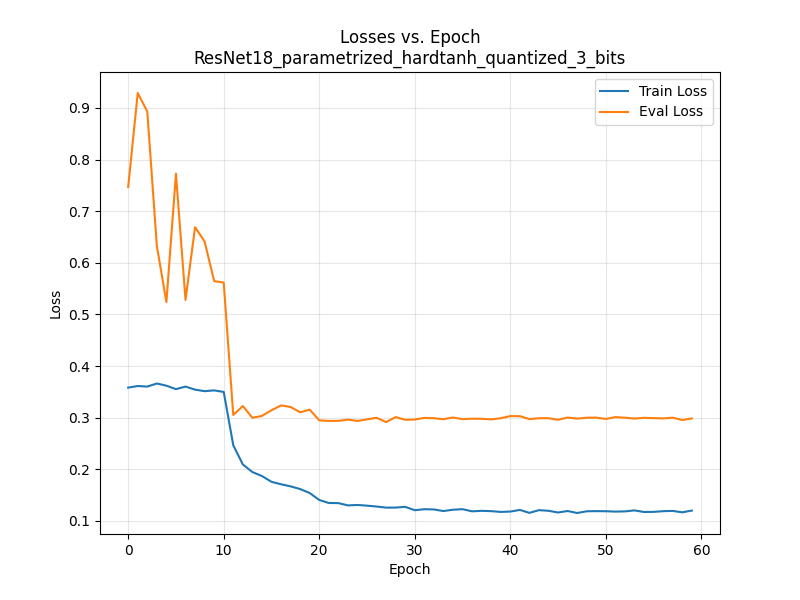 Losses vs. Epoch
ResNet18_parametrized_hardtanh_quantized_3_bits
Train Loss
Eval Loss
0.9
0.8
0.7
0.6
0.5
0.4
0.3
0.2
0.1
Loss
0 10 20 30 40 50 60
Epoch